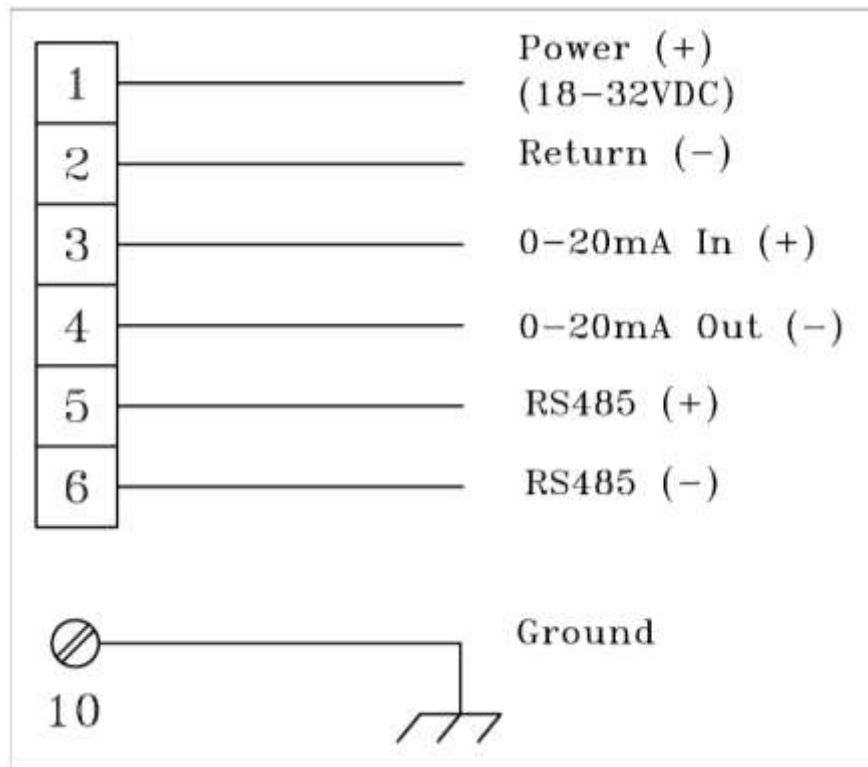 1
Power (+)
(18-32VDC)
2
Return (-)
3
0-20mA In (+)
4
0-20mA Out (-)
5
RS485 (+)
6
RS485 (-)
Ground
10